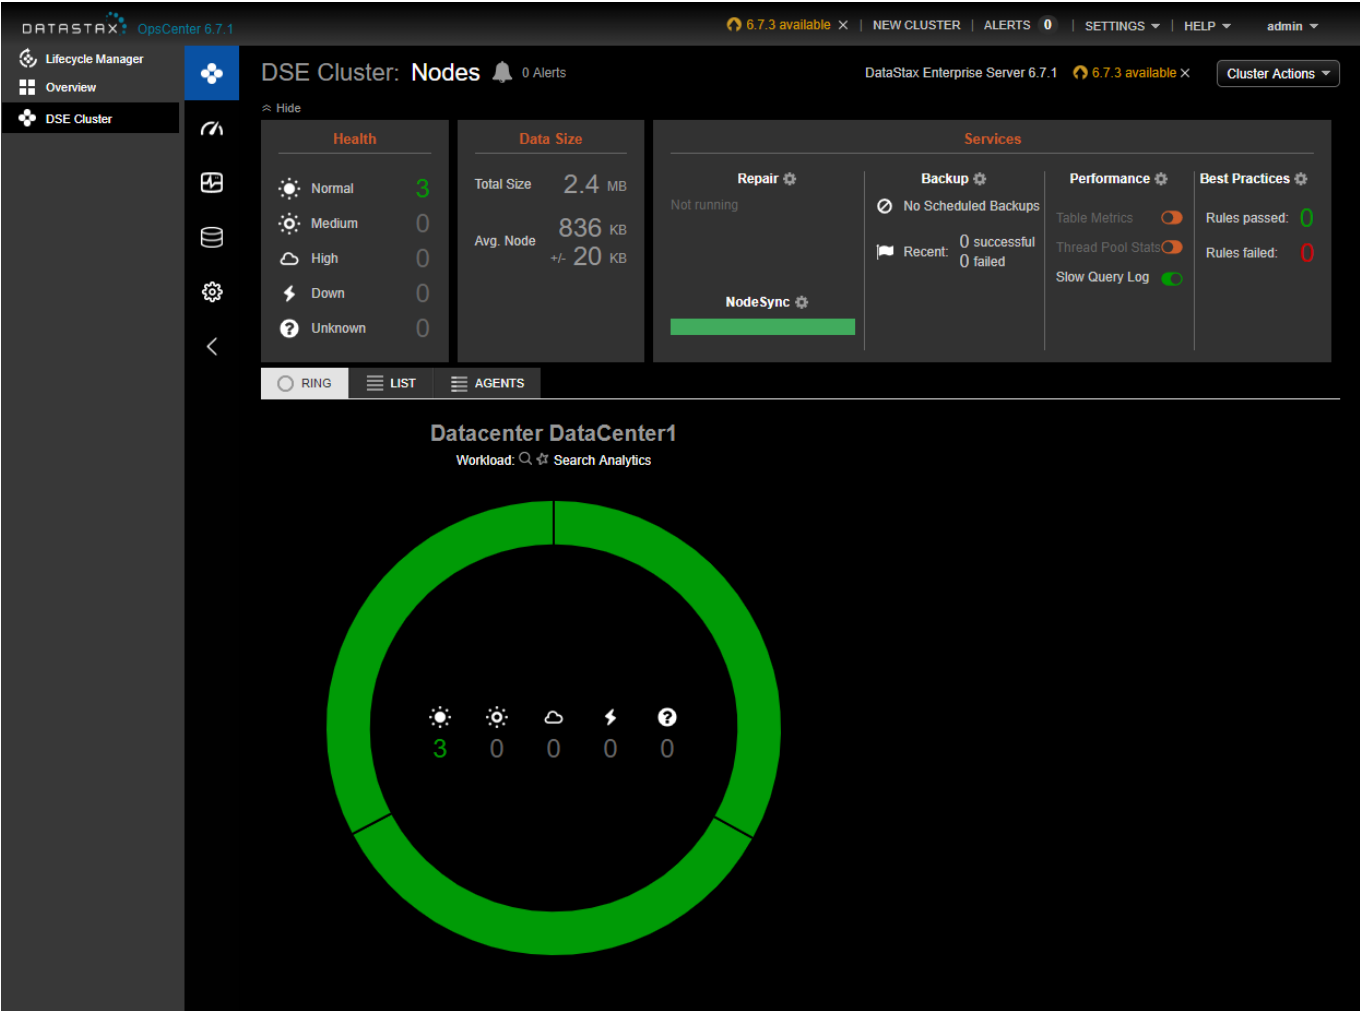 DATASTAX OpsCenter 6.7.1
6.7.3 available × | NEW CLUSTER | ALERTS 0 | SETTINGS | HELP admin
Lifecycle Manager
Overview
DSE Cluster
DSE Cluster: Nodes 0 Alerts
DataStax Enterprise Server 6.7.1 6.7.3 available × Cluster Actions
Hide
Health
Normal 3
Medium 0
High 0
Down 0
Unknown 0
Data Size
Total Size 2.4 MB
Avg. Node 836 KB
+/- 20 KB
Services
Repair
Not running
NodeSync
Backup
No Scheduled Backups
Recent: 0 successful
0 failed
Performance
Table Metrics
Thread Pool Stats
Slow Query Log
Best Practices
Rules passed: 0
Rules failed: 0
RING LIST AGENTS
Datacenter DataCenter1
Workload: Search Analytics
3 0 0 0 0